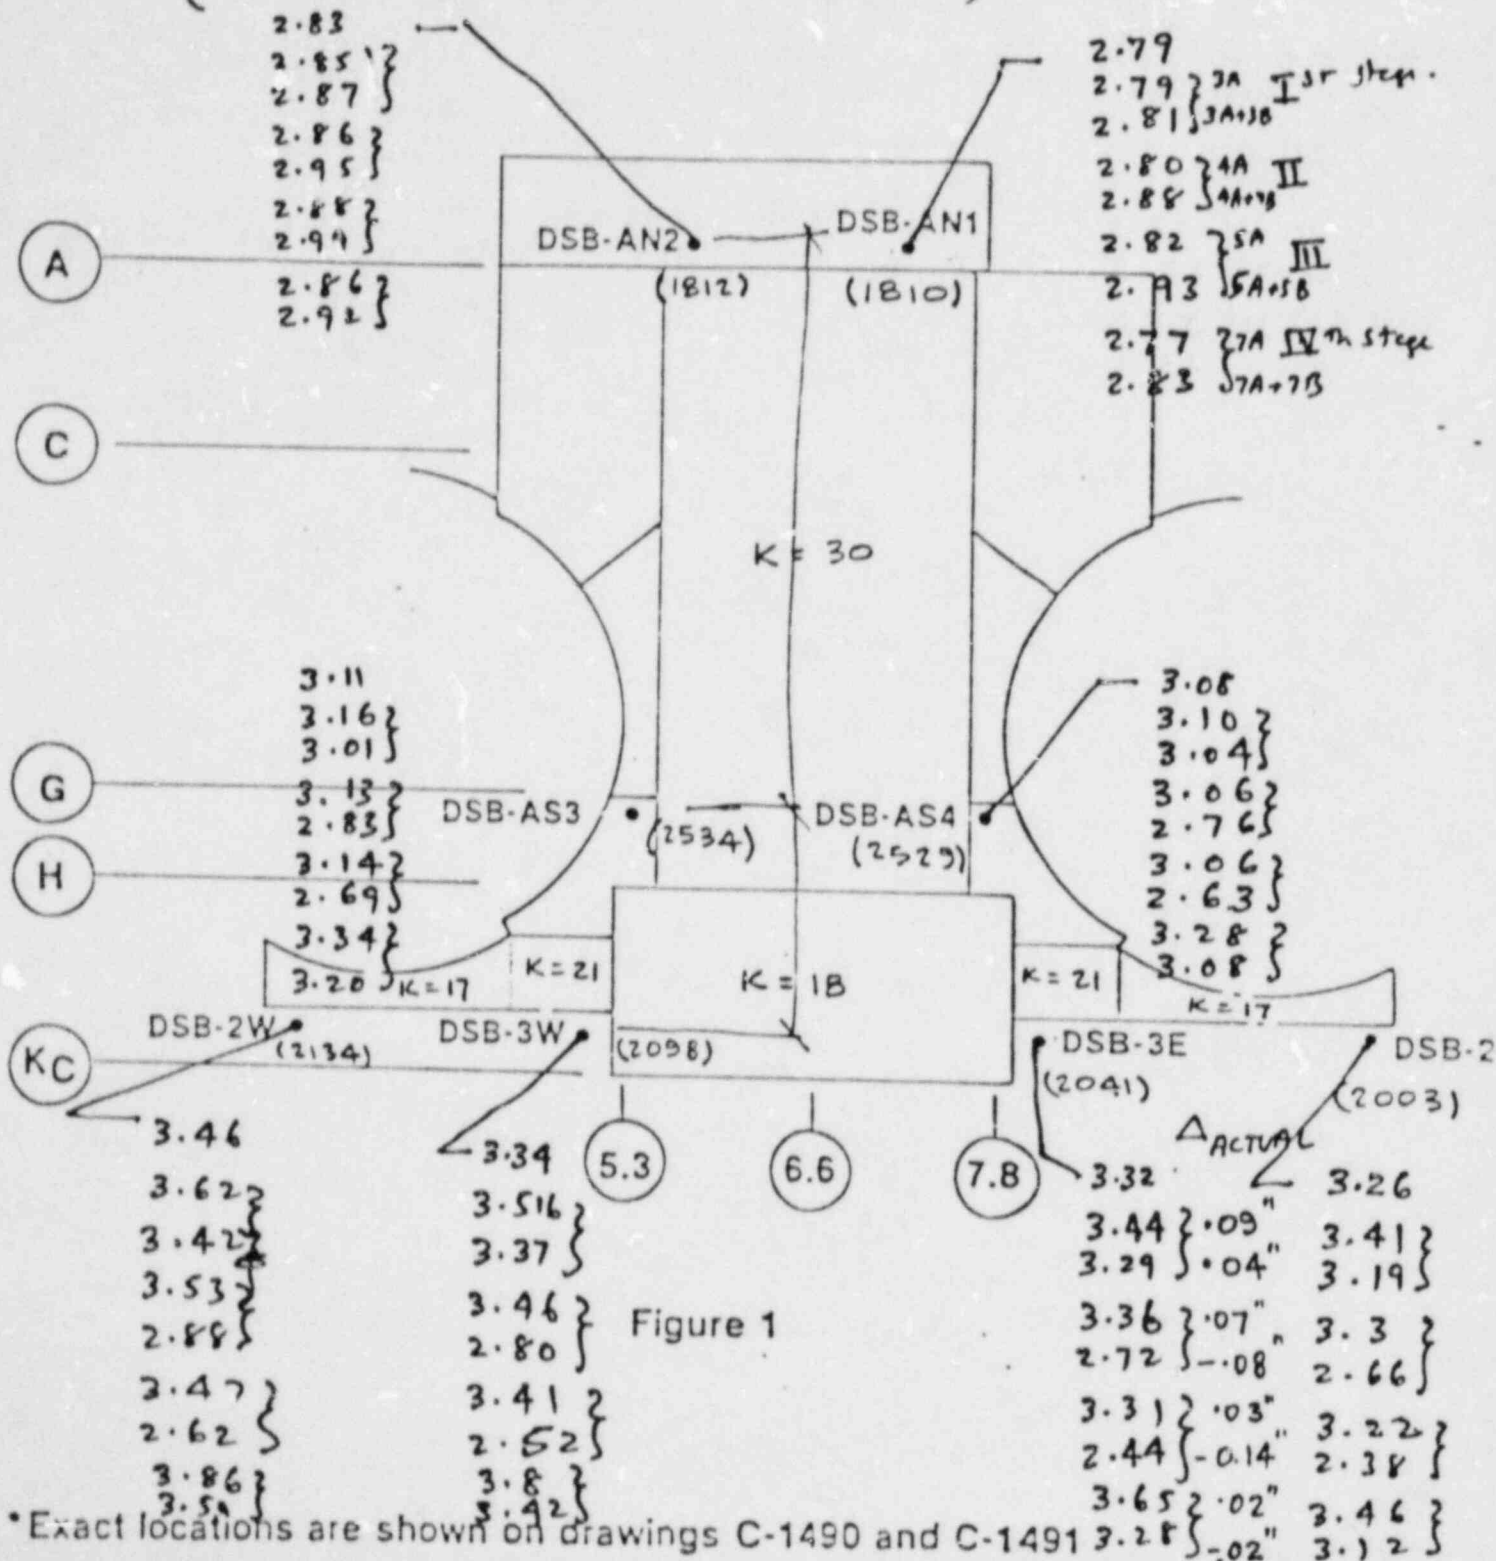 2.83
2.85
2.87
2.86
2.95
2.88
2.99
2.86
2.92
2.79
2.79 3A Ist stage.
2.81 3A+3B
2.80 4A II
2.88 4A+4B
2.82 5A III
2.93 5A+5B
2.77 7A IVth stage
2.83 7A+7B
A
DSB-AN2
DSB-AN1
(1812)
(1810)
C
K = 30
3.11
3.16
3.01
3.13
2.83
3.14
2.69
3.34
3.20
3.08
3.10
3.04
3.06
2.76
3.06
2.63
3.28
3.08
G
DSB-AS3
(2534)
DSB-AS4
(2529)
H
K=17
K=21
K = 18
K = 21
K = 17
DSB-2W
(2134)
DSB-3W
(2098)
DSB-3E
(2041)
DSB-2
(2003)
KC
5.3
6.6
7.8
3.46
3.62
3.42
3.53
2.88
3.47
2.62
3.86
3.34
3.516
3.37
3.46
2.80
3.41
2.52
3.8
3.42
Figure 1
Δ ACTUAL
3.32
3.44 .09"
3.29 .04"
3.36 .07"
2.72 -.08"
3.31 .03"
2.44 -0.14"
3.65 .02"
3.28 -.02"
3.26
3.41
3.19
3.3
2.66
3.22
2.38
3.46
3.12
*Exact locations are shown on drawings C-1490 and C-1491